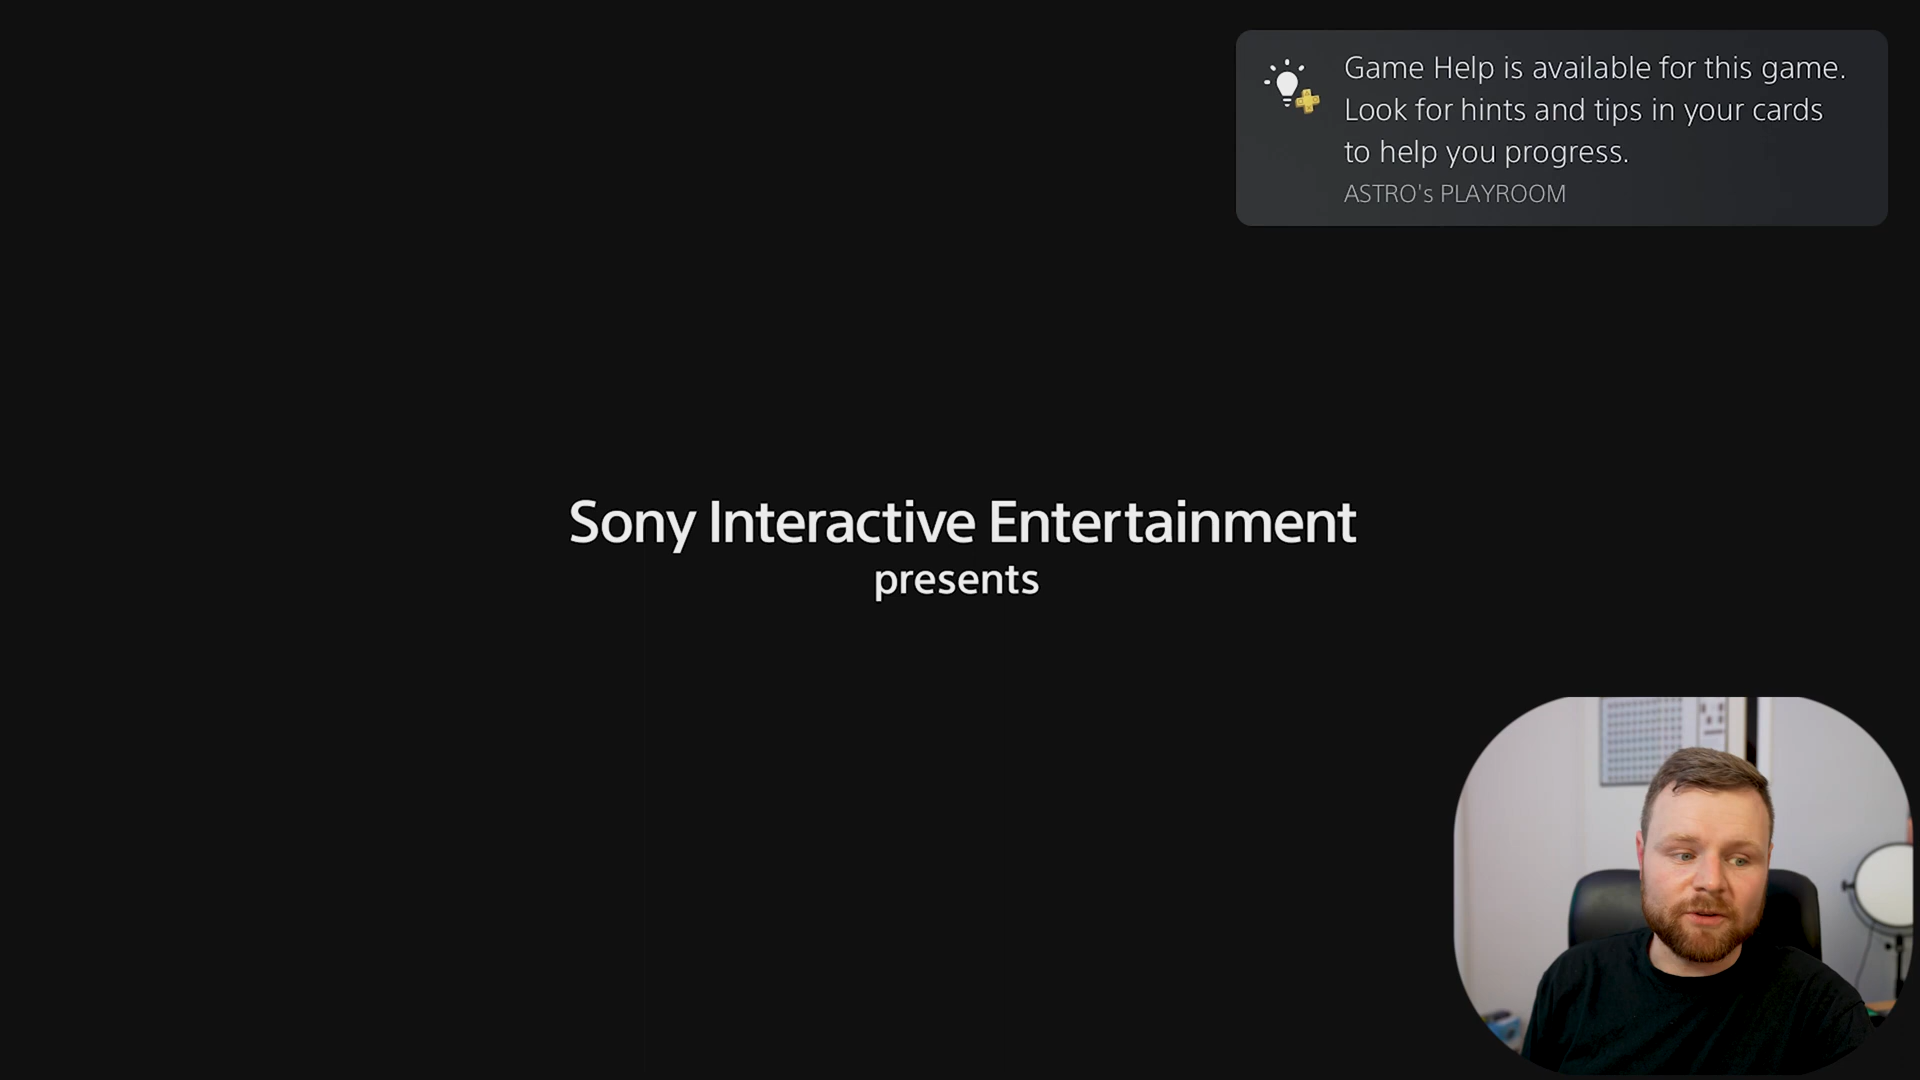 Game Help is available for this game.
Look for hints and tips in your cards
to help you progress.
ASTRO's PLAYROOM
Sony Interactive Entertainment
presents